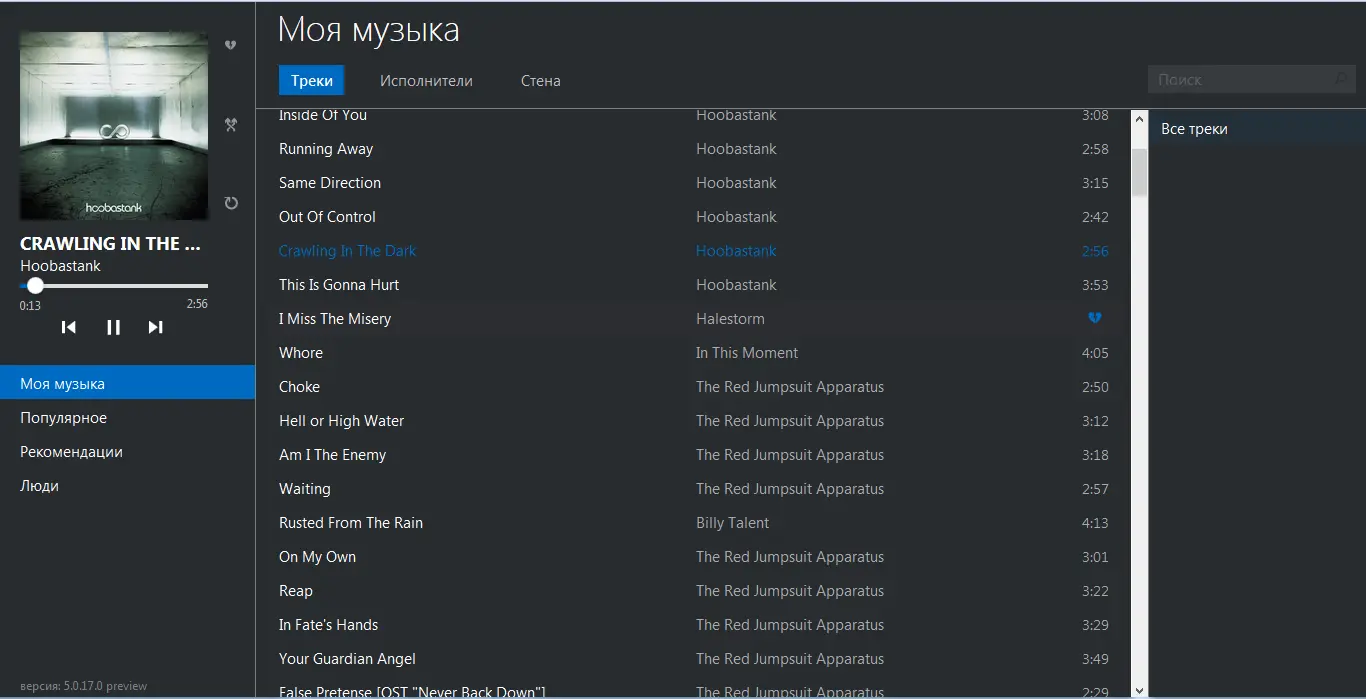 hoobastank
CRAWLING IN THE ...
Hoobastank
0:13 2:56
Моя музыка
Популярное
Рекомендации
Люди
версия: 5.0.17.0 preview
Моя музыка
Треки Исполнители Стена
Поиск
Inside Of You Hoobastank 3:08
Running Away Hoobastank 2:58
Same Direction Hoobastank 3:15
Out Of Control Hoobastank 2:42
Crawling In The Dark Hoobastank 2:56
This Is Gonna Hurt Hoobastank 3:53
I Miss The Misery Halestorm
Whore In This Moment 4:05
Choke The Red Jumpsuit Apparatus 2:50
Hell or High Water The Red Jumpsuit Apparatus 3:12
Am I The Enemy The Red Jumpsuit Apparatus 3:18
Waiting The Red Jumpsuit Apparatus 2:57
Rusted From The Rain Billy Talent 4:13
On My Own The Red Jumpsuit Apparatus 3:01
Reap The Red Jumpsuit Apparatus 3:22
In Fate's Hands The Red Jumpsuit Apparatus 3:29
Your Guardian Angel The Red Jumpsuit Apparatus 3:49
False Pretense [OST "Never Back Down"] The Red Jumpsuit Apparatus 2:29
Все треки